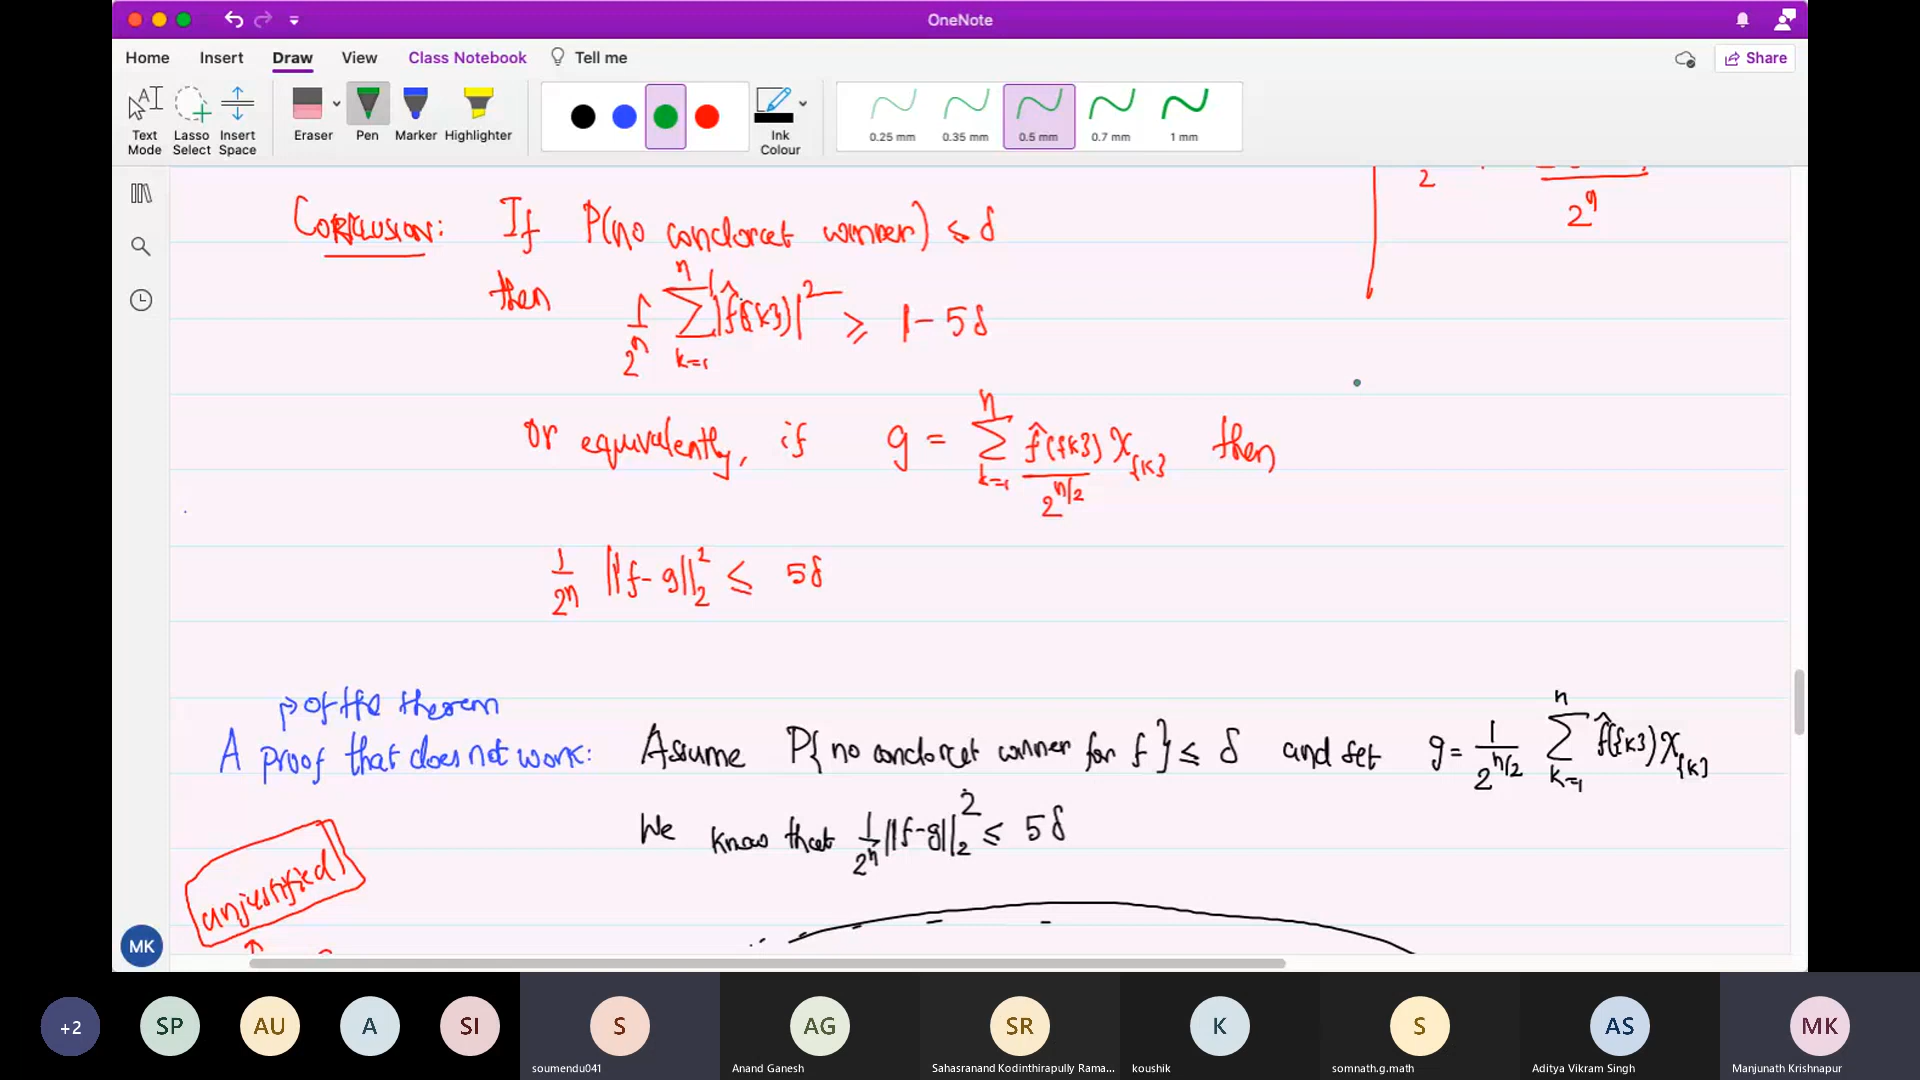 OneNote
Home Insert Draw View Class Notebook Tell me Share
Text Mode Lasso Select Insert Space Eraser Pen Marker Highlighter Ink Colour 0.25 mm 0.35 mm 0.5 mm 0.7 mm 1 mm
2
2^n
Conclusion: If P(no condorcet winner) ≤ δ
then 1/2^n ∑_{k=1}^{n} |f̂({k})|^2 ≥ 1 - 5δ
or equivalently, if g = ∑_{k=1}^{n} f̂({k})/2^{n/2} χ_{{k}} then
1/2^n ||f-g||_2^2 ≤ 5δ
of the theorem
A proof that does not work: Assume P{no condorcet winner for f} ≤ δ and set g = 1/2^{n/2} ∑_{k=1}^{n} f̂({k}) χ_{{k}}
We know that 1/2^n ||f-g||_2^2 ≤ 5δ
unjustified
MK
+2 SP AU A SI S AG SR K S AS MK
soumendu041 Anand Ganesh Sahasranand Kodinthirapully Rama... koushik somnath.g.math Aditya Vikram Singh Manjunath Krishnapur